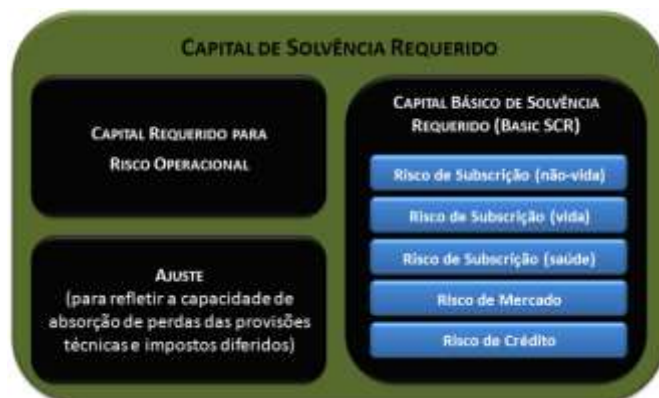 CAPITAL DE SOLVÊNCIA REQUERIDO
CAPITAL REQUERIDO PARA
RISCO OPERACIONAL
AJUSTE
(para refletir a capacidade de
absorção de perdas das provisões
técnicas e impostos diferidos)
CAPITAL BÁSICO DE SOLVÊNCIA
REQUERIDO (BASIC SCR)
Risco de Subscrição (não-vida)
Risco de Subscrição (vida)
Risco de Subscrição (saúde)
Risco de Mercado
Risco de Crédito